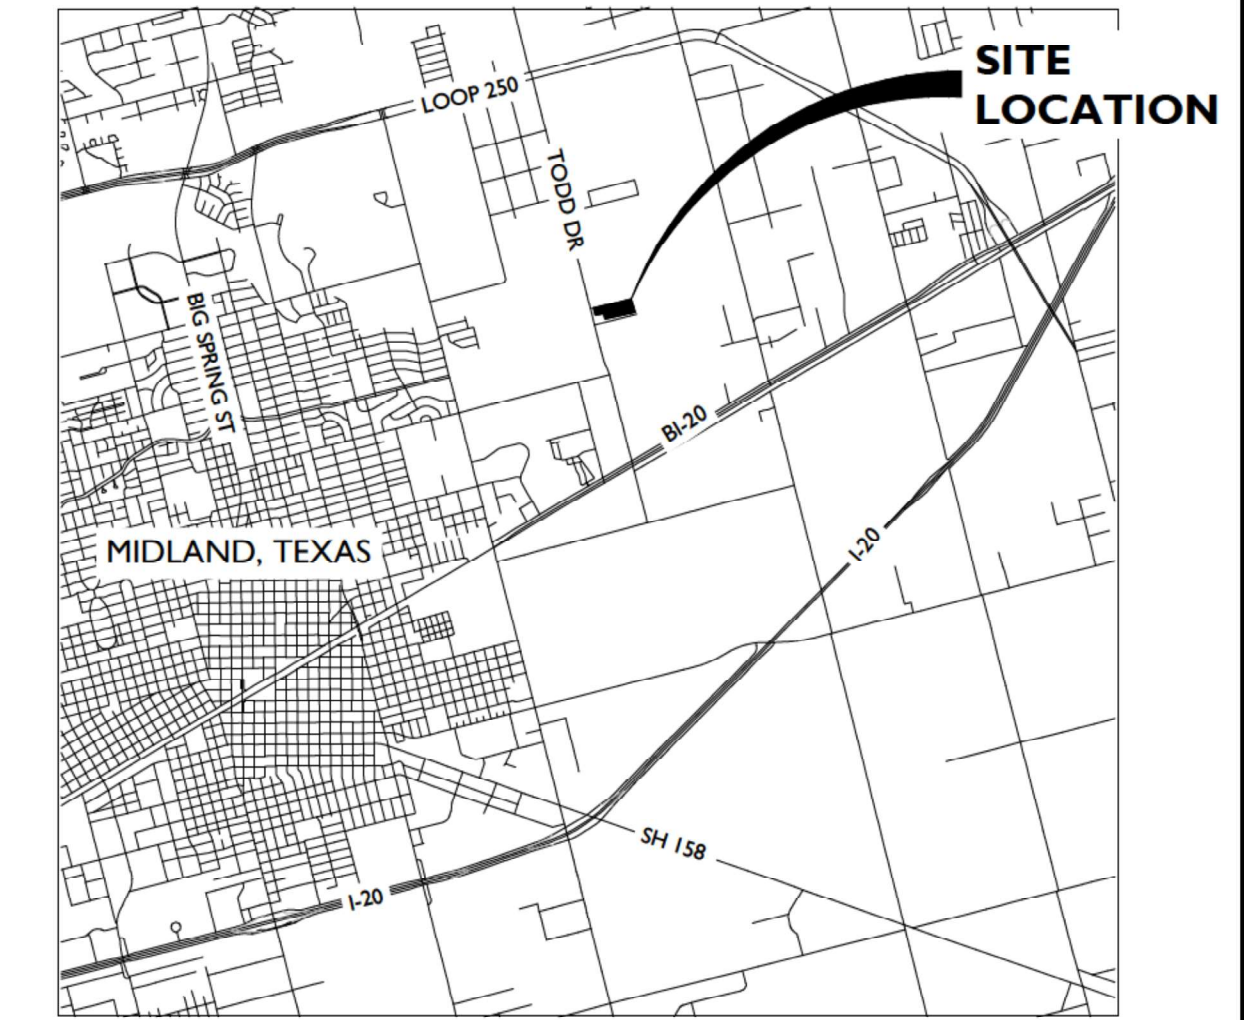 SITE
LOCATION
LOOP 250
TODD DR
BIG SPRING ST
BI-20
I-20
MIDLAND, TEXAS
SH 158
I-20